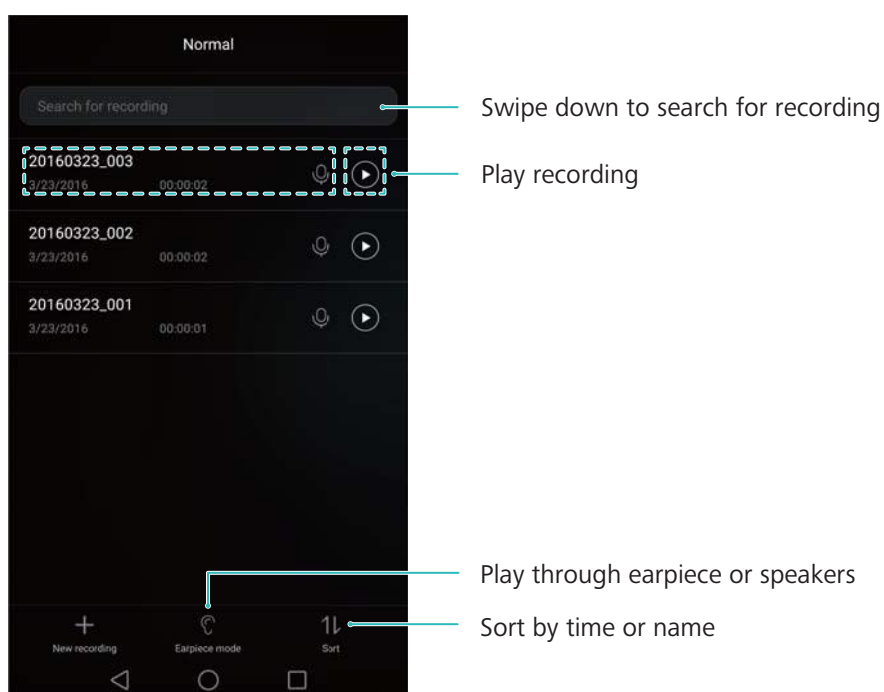 Normal
Search for recording
Swipe down to search for recording
20160323_003
3/23/2016 00:00:02
Play recording
20160323_002
3/23/2016 00:00:02
20160323_001
3/23/2016 00:00:01
Play through earpiece or speakers
Sort by time or name
New recording Earpiece mode Sort